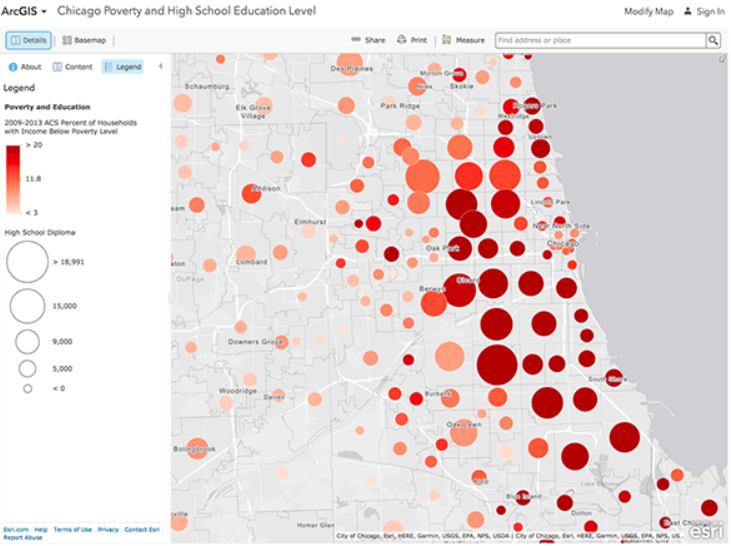 ArcGIS
Chicago Poverty and High School Education Level
Modify Map
Sign In
Details
Basemap
Share
Print
Measure
Find address or place
About
Content
Legend
Legend
Poverty and Education
2009-2013 ACS Percent of Households
with Income Below Poverty Level
> 20
11.8
< 3
High School Diploma
> 18,991
15,000
9,000
5,000
< 0
Esri.com . Help . Terms of Use . Privacy . Contact Esri .
Report Abuse
Des Plaines
Morton Grove
Schaumburg
Niles
Skokie
Elk Grove
Village
Park Ridge
Rogers Park
Uptown
Addison
Lincoln Park
Elmhurst
Near North Side
Oak Park
Chicago
Lombard
DuPage
Cicero
Berwyn
Downers Grove
South Shore
Woodridge
Darien
Burbank
Oak Lawn
Bolingbrook
Blue Island
Dolton
East Chicago
Homer Glen
City of Chicago, Esri, HERE, Garmin, USGS, EPA, NPS, USDA | City of Chicago, Esri, HERE, Garmin, USGS, EPA, NPS, US...
esri